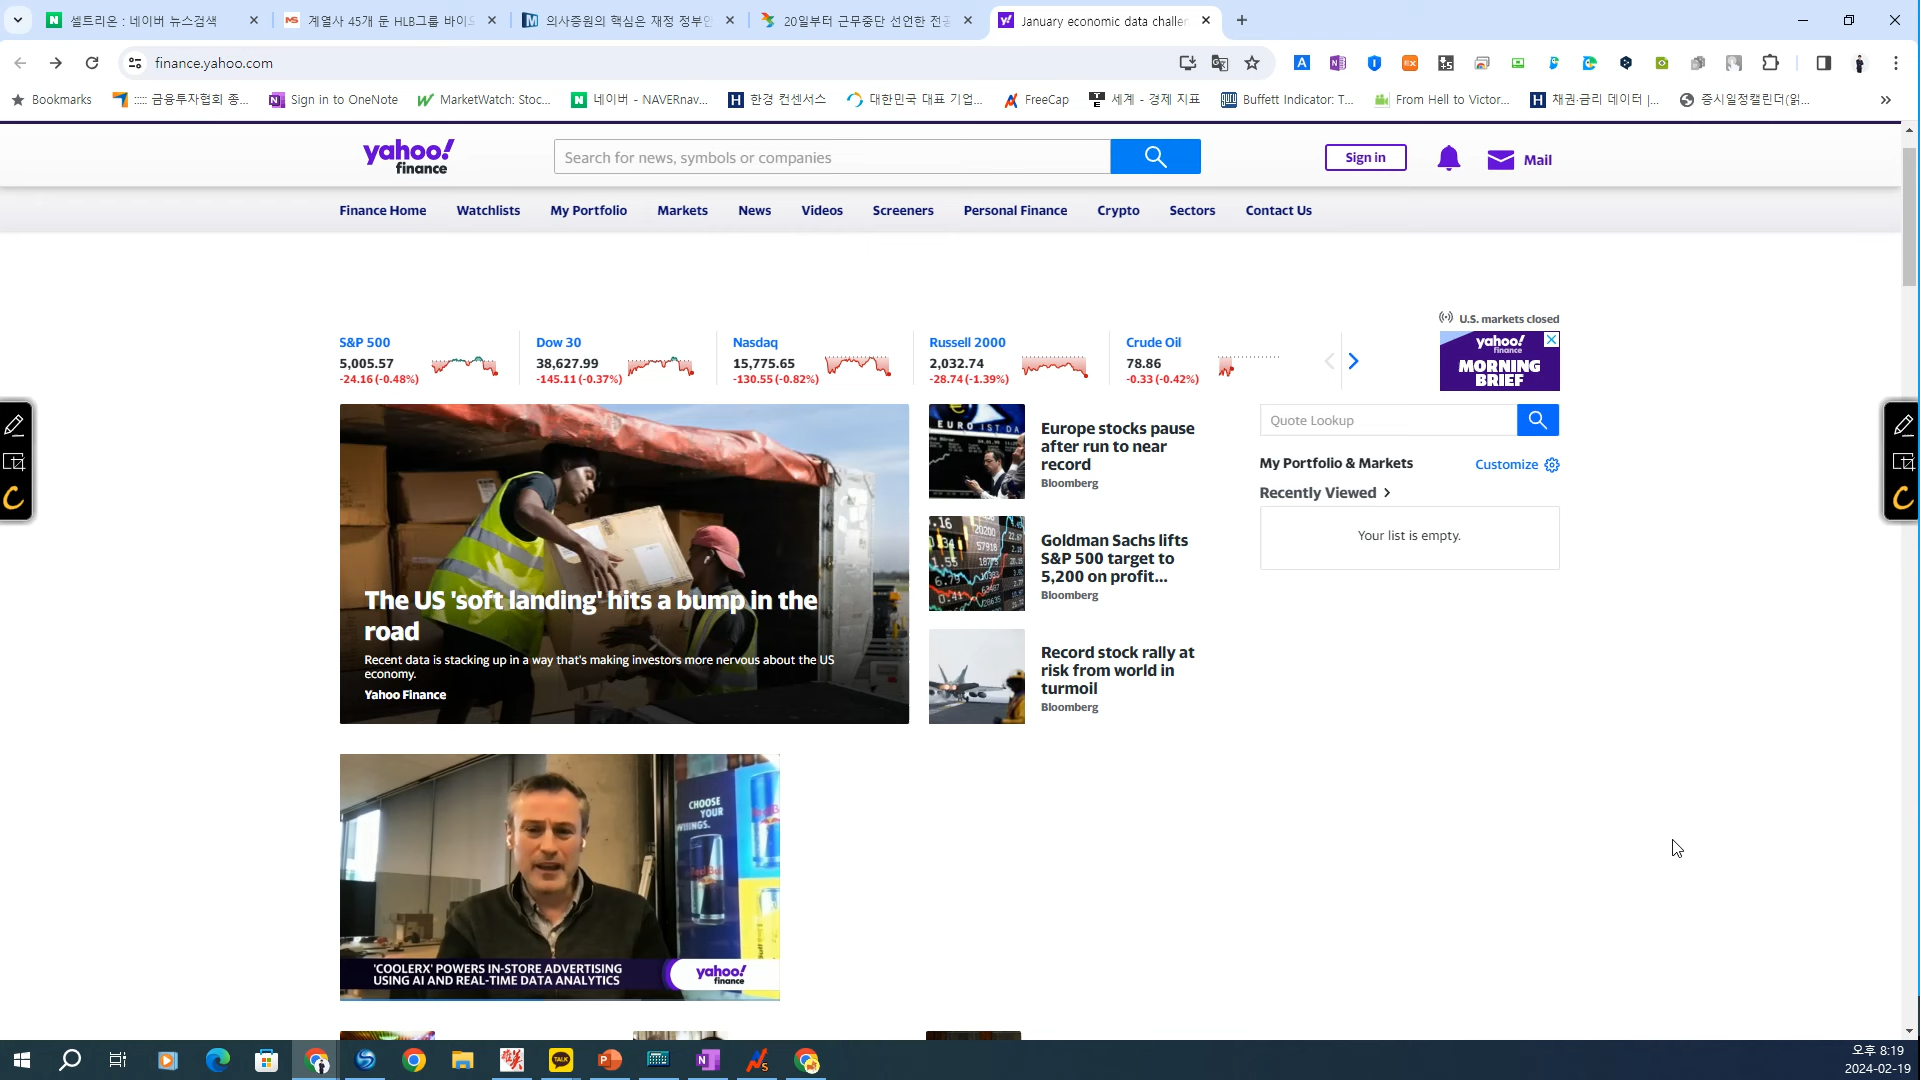 셀트리온 : 네이버 뉴스검색
계열사 45개 둔 HLB그룹 바이오
의사증원의 핵심은 재정 정부안
20일부터 근무중단 선언한 전공
January economic data challen
finance.yahoo.com
Bookmarks
::::: 금융투자협회 종...
Sign in to OneNote
MarketWatch: Stoc...
네이버 - NAVERnav...
한경 컨센서스
대한민국 대표 기업...
FreeCap
세계 - 경제 지표
Buffett Indicator: T...
From Hell to Victor...
채권·금리 데이터 |...
증시일정캘린더(읽...
yahoo!
finance
Search for news, symbols or companies
Sign in
Mail
Finance Home
Watchlists
My Portfolio
Markets
News
Videos
Screeners
Personal Finance
Crypto
Sectors
Contact Us
U.S. markets closed
S&P 500
5,005.57
-24.16 (-0.48%)
Dow 30
38,627.99
-145.11 (-0.37%)
Nasdaq
15,775.65
-130.55 (-0.82%)
Russell 2000
2,032.74
-28.74 (-1.39%)
Crude Oil
78.86
-0.33 (-0.42%)
yahoo!
finance
MORNING
BRIEF
The US 'soft landing' hits a bump in the
road
Recent data is stacking up in a way that's making investors more nervous about the US
economy.
Yahoo Finance
EURO IST DA
Europe stocks pause
after run to near
record
Bloomberg
Goldman Sachs lifts
S&P 500 target to
5,200 on profit...
Bloomberg
Record stock rally at
risk from world in
turmoil
Bloomberg
Quote Lookup
My Portfolio & Markets
Customize
Recently Viewed
Your list is empty.
CHOOSE
YOUR
WIIINGS.
'COOLERX' POWERS IN-STORE ADVERTISING
USING AI AND REAL-TIME DATA ANALYTICS
yahoo!
finance
오후 8:19
2024-02-19